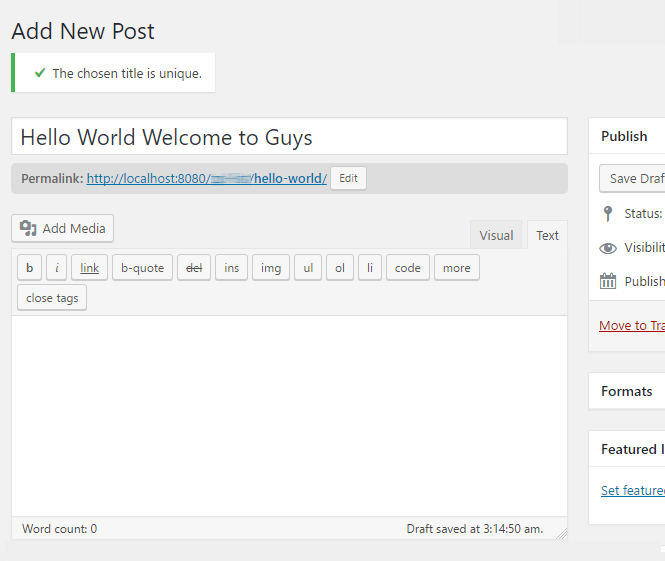 Add New Post
The chosen title is unique.
Hello World Welcome to Guys
Permalink: http://localhost:8080/ /hello-world/ Edit
Add Media
Visual Text
b i link b-quote del ins img ul ol li code more
close tags
Word count: 0 Draft saved at 3:14:50 am.
Publish
Save Draf
Status:
Visibilit
Publish
Move to Tra
Formats
Featured I
Set feature